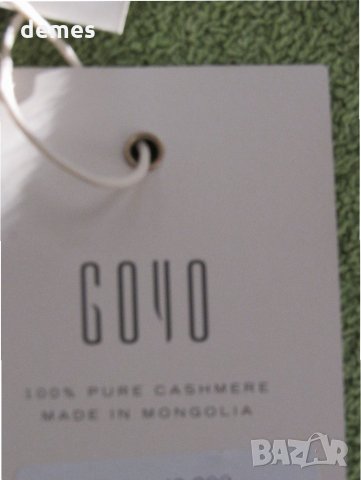 demes
GOYO
100% PURE CASHMERE
MADE IN MONGOLIA
BAZAR